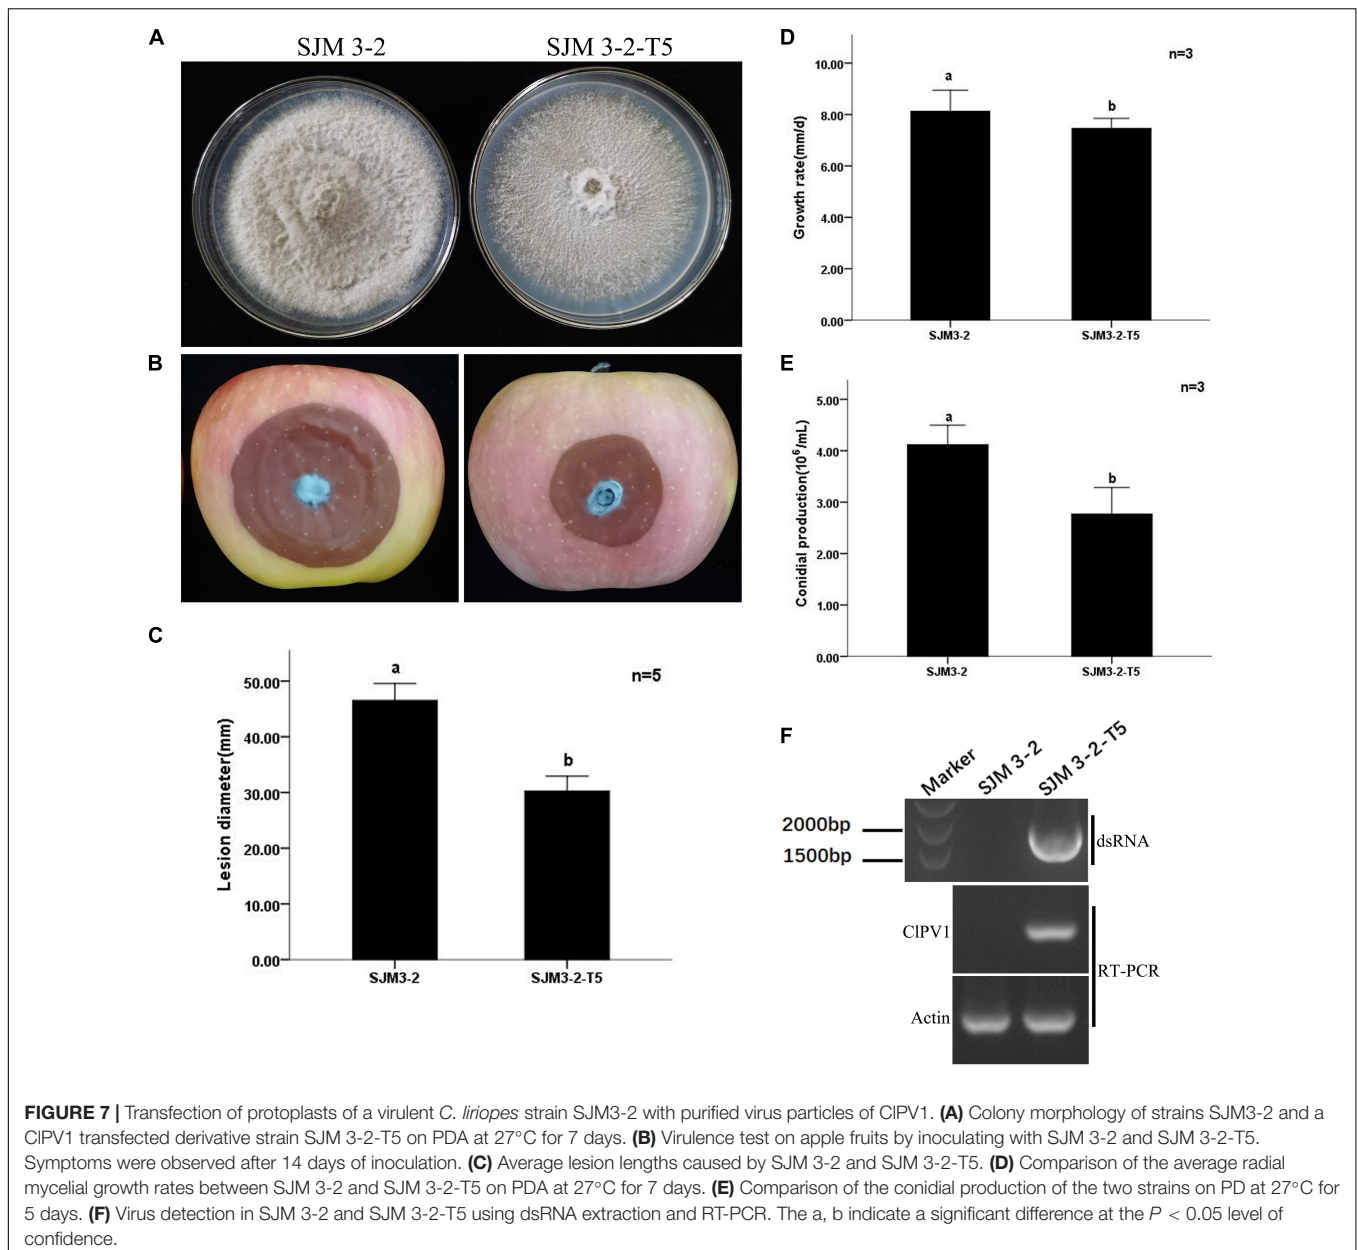 A
SJM 3-2
SJM 3-2-T5
B
C
n=5
Lesion diameter(mm)
50.00
40.00
30.00
20.00
10.00
0.00
a
b
SJM3-2
SJM3-2-T5
D
n=3
Growth rate(mm/d)
10.00
8.00
6.00
4.00
2.00
0.00
a
b
SJM3-2
SJM3-2-T5
E
n=3
Conidial production(10⁶/mL)
5.00
4.00
3.00
2.00
1.00
0.00
a
b
SJM3-2
SJM3-2-T5
F
Marker
SJM 3-2
SJM 3-2-T5
2000bp
1500bp
dsRNA
ClPV1
RT-PCR
Actin
FIGURE 7 | Transfection of protoplasts of a virulent C. liriopes strain SJM3-2 with purified virus particles of ClPV1. (A) Colony morphology of strains SJM3-2 and a
ClPV1 transfected derivative strain SJM 3-2-T5 on PDA at 27°C for 7 days. (B) Virulence test on apple fruits by inoculating with SJM 3-2 and SJM 3-2-T5.
Symptoms were observed after 14 days of inoculation. (C) Average lesion lengths caused by SJM 3-2 and SJM 3-2-T5. (D) Comparison of the average radial
mycelial growth rates between SJM 3-2 and SJM 3-2-T5 on PDA at 27°C for 7 days. (E) Comparison of the conidial production of the two strains on PD at 27°C for
5 days. (F) Virus detection in SJM 3-2 and SJM 3-2-T5 using dsRNA extraction and RT-PCR. The a, b indicate a significant difference at the P < 0.05 level of
confidence.